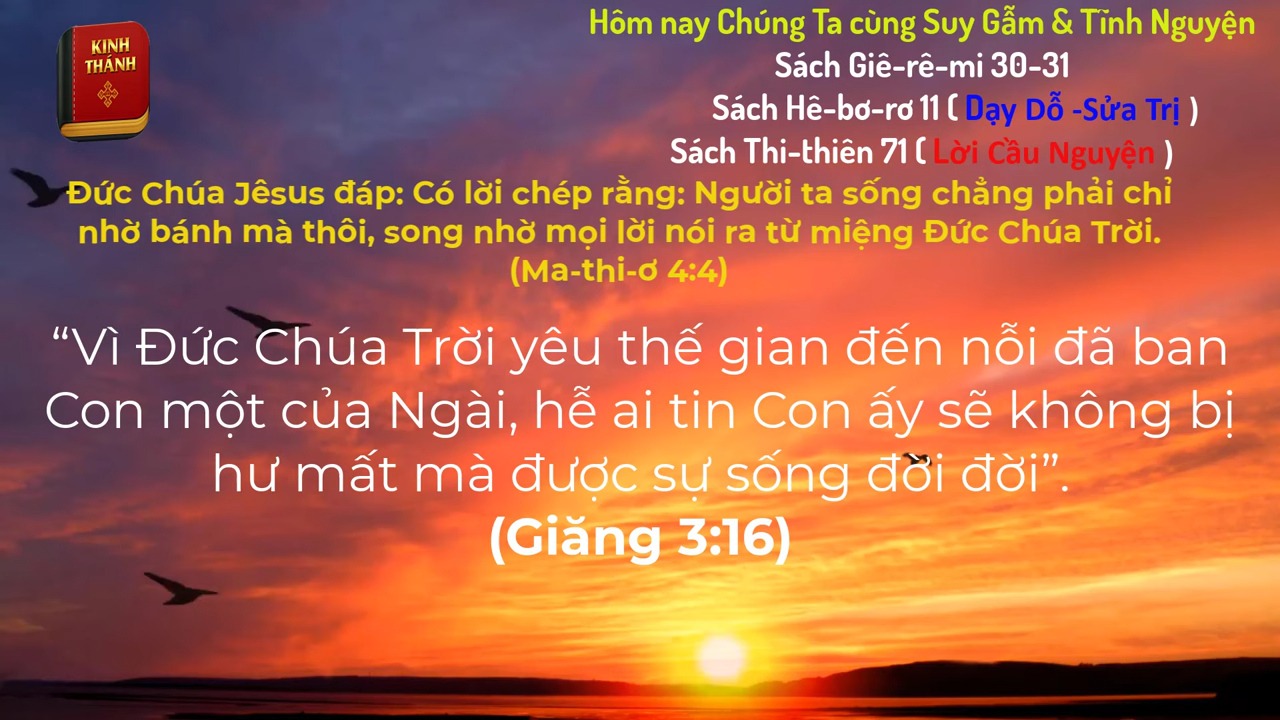 KINH
THÁNH
Hôm nay Chúng Ta cùng Suy Gẫm & Tĩnh Nguyện
Sách Giê-rê-mi 30-31
Sách Hê-bơ-rơ 11 ( Dạy Dỗ -Sửa Trị )
Sách Thi-thiên 71 ( Lời Cầu Nguyện )
Đức Chúa Jêsus đáp: Có lời chép rằng: Người ta sống chẳng phải chỉ
nhờ bánh mà thôi, song nhờ mọi lời nói ra từ miệng Đức Chúa Trời.
(Ma-thi-ơ 4:4)
“Vì Đức Chúa Trời yêu thế gian đến nỗi đã ban
Con một của Ngài, hễ ai tin Con ấy sẽ không bị
hư mất mà được sự sống đời đời”.
(Giăng 3:16)